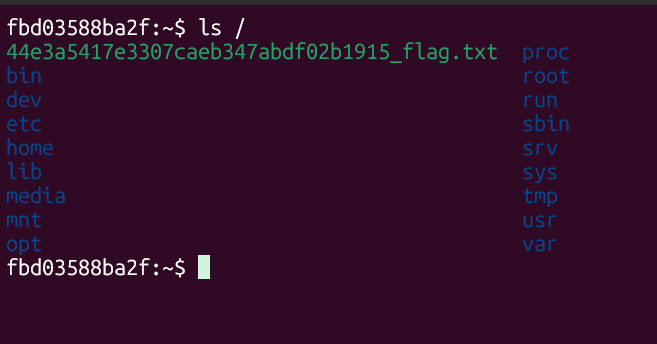 fbd03588ba2f:~$ ls /
44e3a5417e3307caeb347abdf02b1915_flag.txt  proc
bin                                        root
dev                                        run
etc                                        sbin
home                                       srv
lib                                        sys
media                                      tmp
mnt                                        usr
opt                                        var
fbd03588ba2f:~$